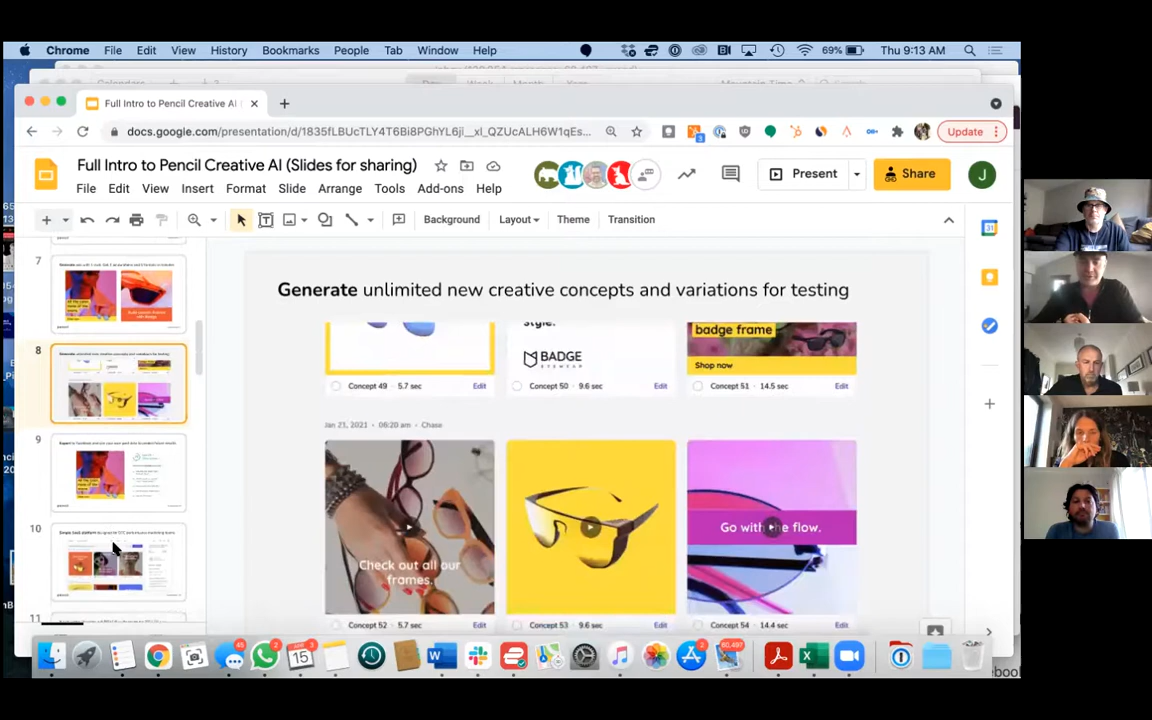 Chrome File Edit View History Bookmarks People Tab Window Help
69% Thu 9:13 AM
Full Intro to Pencil Creative AI
docs.google.com/presentation/d/1835fLBUcTLY4T6Bi8PGhYL6jl__xl_QZUcALH6W1qEs...
Update
Full Intro to Pencil Creative AI (Slides for sharing)
Present
Share
J
File Edit View Insert Format Slide Arrange Tools Add-ons Help
Background Layout Theme Transition
31
7
8
9
10
11
Generate unlimited new creative concepts and variations for testing
style.
BADGE
badge frame
Shop now
Concept 49 · 5.7 sec Edit
Concept 50 · 9.6 sec Edit
Concept 51 · 14.5 sec Edit
Jan 21, 2021 • 06:20 am • Chase
Check out all our
frames.
Go with the flow.
Concept 52 · 5.7 sec Edit
Concept 53 · 9.6 sec Edit
Concept 54 · 14.4 sec Edit
15